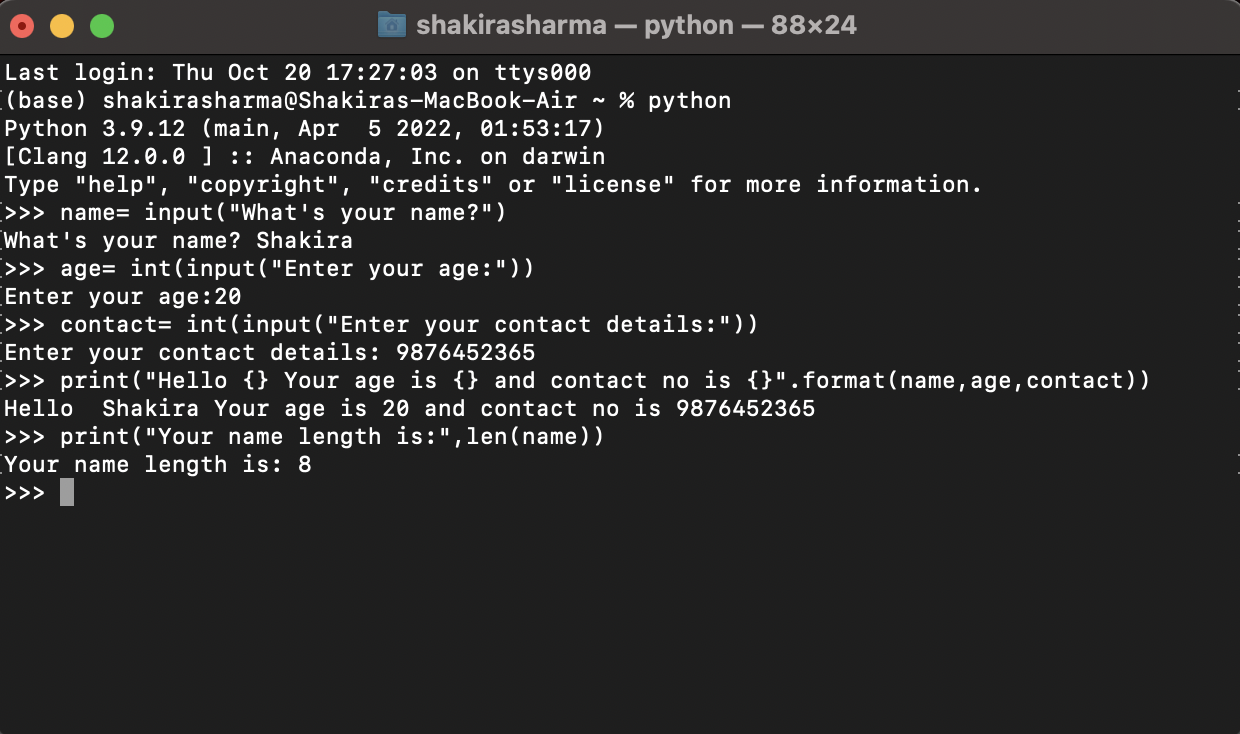 shakirasharma — python — 88×24
Last login: Thu Oct 20 17:27:03 on ttys000
(base) shakirasharma@Shakiras-MacBook-Air ~ % python
Python 3.9.12 (main, Apr  5 2022, 01:53:17)
[Clang 12.0.0 ] :: Anaconda, Inc. on darwin
Type "help", "copyright", "credits" or "license" for more information.
>>> name= input("What's your name?")
What's your name? Shakira
>>> age= int(input("Enter your age:"))
Enter your age:20
>>> contact= int(input("Enter your contact details:"))
Enter your contact details: 9876452365
>>> print("Hello {} Your age is {} and contact no is {}".format(name,age,contact))
Hello  Shakira Your age is 20 and contact no is 9876452365
>>> print("Your name length is:",len(name))
Your name length is: 8
>>>